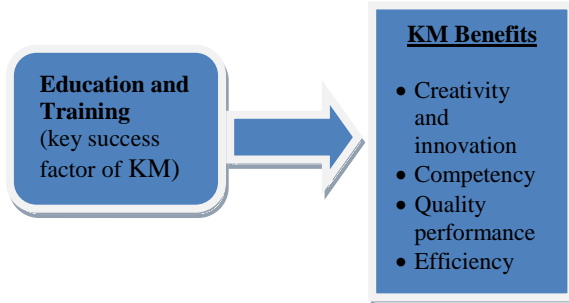 Education and
Training
(key success
factor of KM)
KM Benefits
• Creativity
and
innovation
• Competency
• Quality
performance
• Efficiency